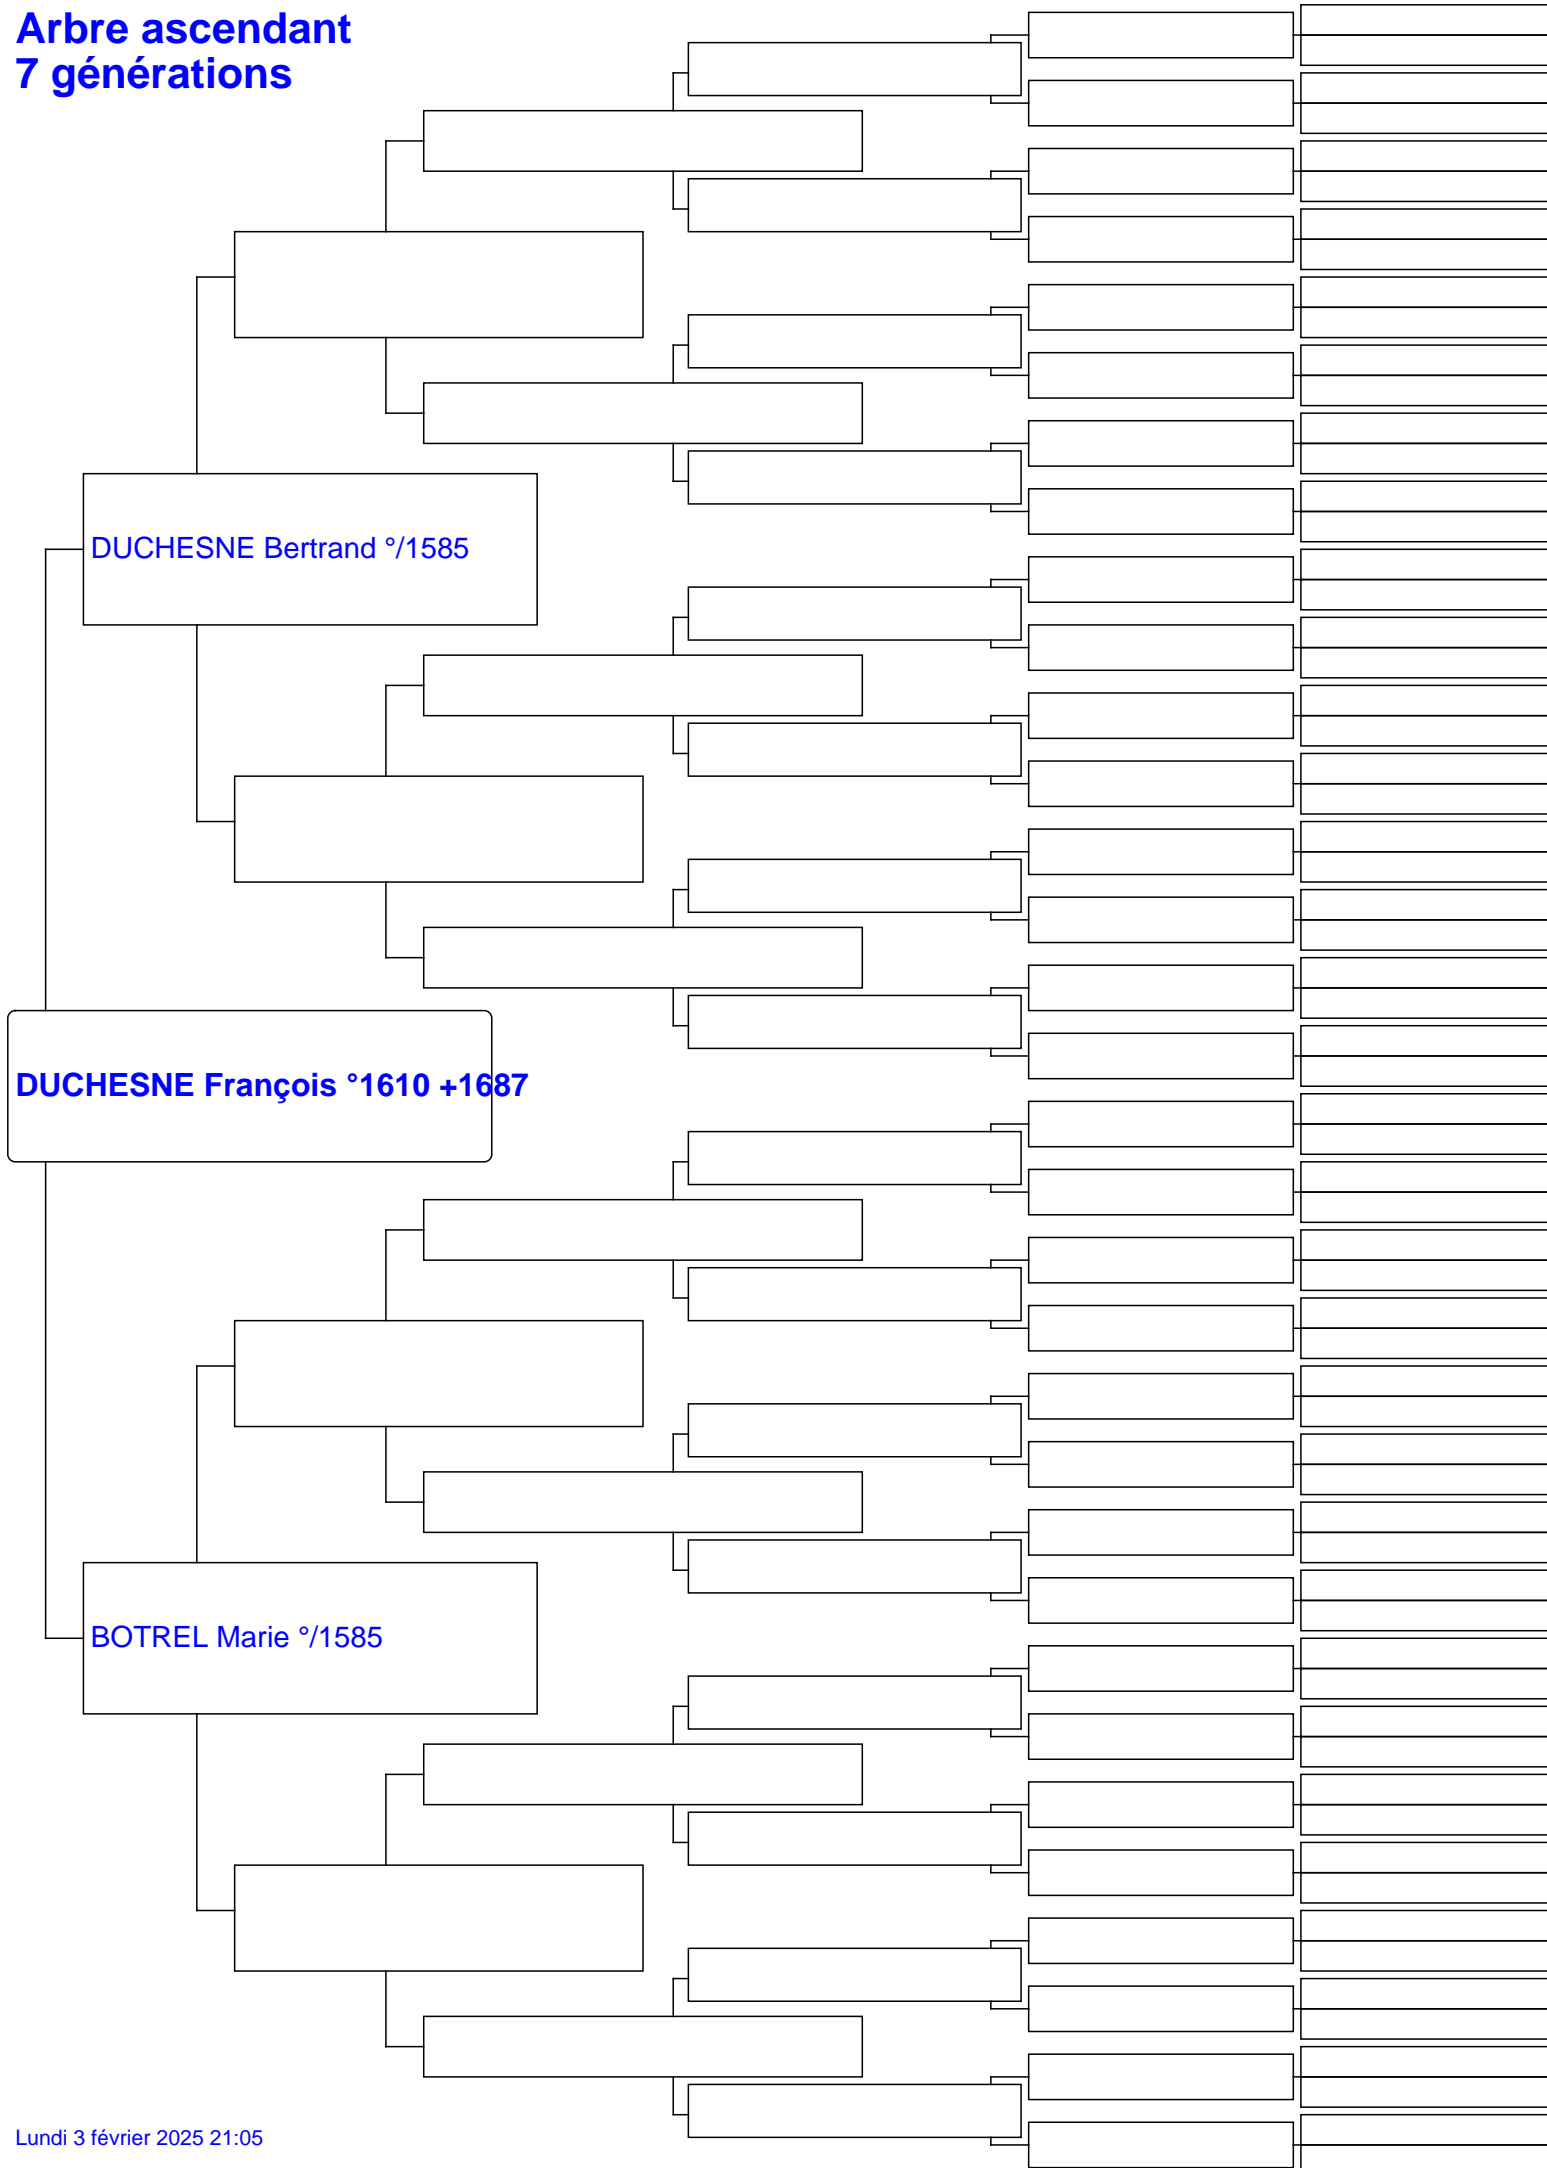 Arbre ascendant
7 générations
DUCHESNE Bertrand °/1585
DUCHESNE François °1610 +1687
BOTREL Marie °/1585
Lundi 3 février 2025 21:05